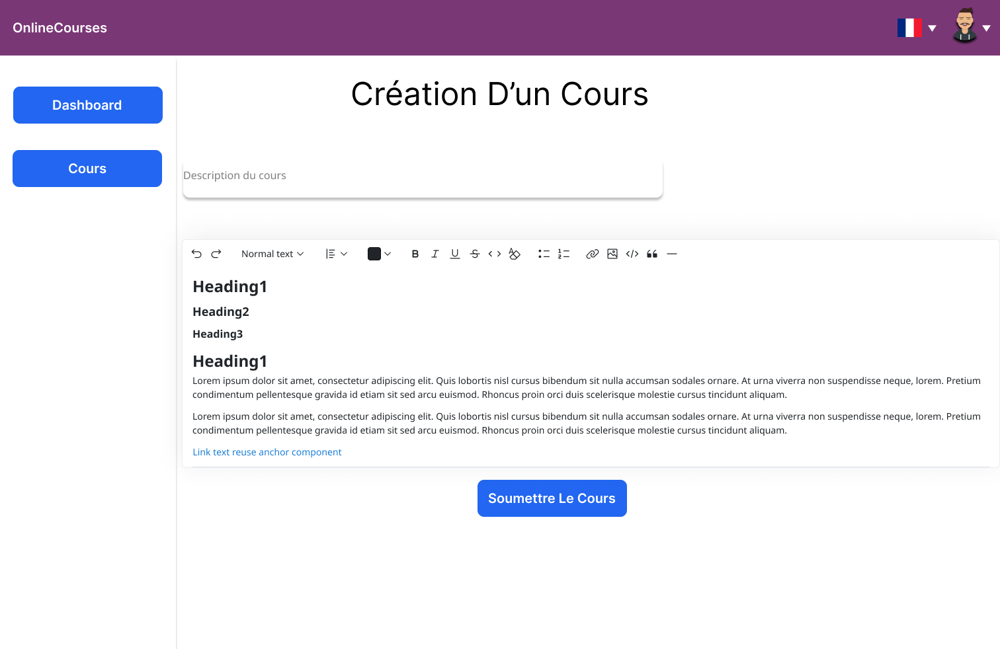 OnlineCourses
Dashboard
Cours
Création D’un Cours
Description du cours
Normal text
Heading1
Heading2
Heading3
Heading1
Lorem ipsum dolor sit amet, consectetur adipiscing elit. Quis lobortis nisl cursus bibendum sit nulla accumsan sodales ornare. At urna viverra non suspendisse neque, lorem. Pretium
condimentum pellentesque gravida id etiam sit sed arcu euismod. Rhoncus proin orci duis scelerisque molestie cursus tincidunt aliquam.
Lorem ipsum dolor sit amet, consectetur adipiscing elit. Quis lobortis nisl cursus bibendum sit nulla accumsan sodales ornare. At urna viverra non suspendisse neque, lorem. Pretium
condimentum pellentesque gravida id etiam sit sed arcu euismod. Rhoncus proin orci duis scelerisque molestie cursus tincidunt aliquam.
Link text reuse anchor component
Soumettre Le Cours